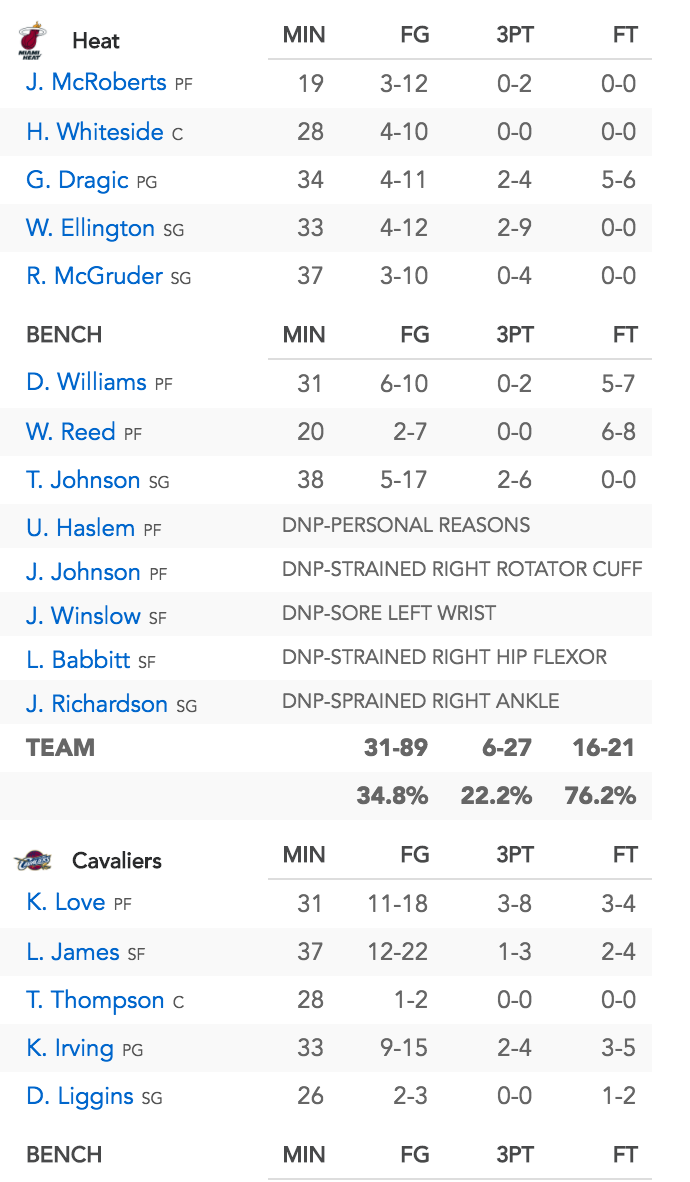 Heat MIN FG 3PT FT
J. McRoberts PF 19 3-12 0-2 0-0
H. Whiteside C 28 4-10 0-0 0-0
G. Dragic PG 34 4-11 2-4 5-6
W. Ellington SG 33 4-12 2-9 0-0
R. McGruder SG 37 3-10 0-4 0-0
BENCH MIN FG 3PT FT
D. Williams PF 31 6-10 0-2 5-7
W. Reed PF 20 2-7 0-0 6-8
T. Johnson SG 38 5-17 2-6 0-0
U. Haslem PF DNP-PERSONAL REASONS
J. Johnson PF DNP-STRAINED RIGHT ROTATOR CUFF
J. Winslow SF DNP-SORE LEFT WRIST
L. Babbitt SF DNP-STRAINED RIGHT HIP FLEXOR
J. Richardson SG DNP-SPRAINED RIGHT ANKLE
TEAM 31-89 6-27 16-21
34.8% 22.2% 76.2%
Cavaliers MIN FG 3PT FT
K. Love PF 31 11-18 3-8 3-4
L. James SF 37 12-22 1-3 2-4
T. Thompson C 28 1-2 0-0 0-0
K. Irving PG 33 9-15 2-4 3-5
D. Liggins SG 26 2-3 0-0 1-2
BENCH MIN FG 3PT FT